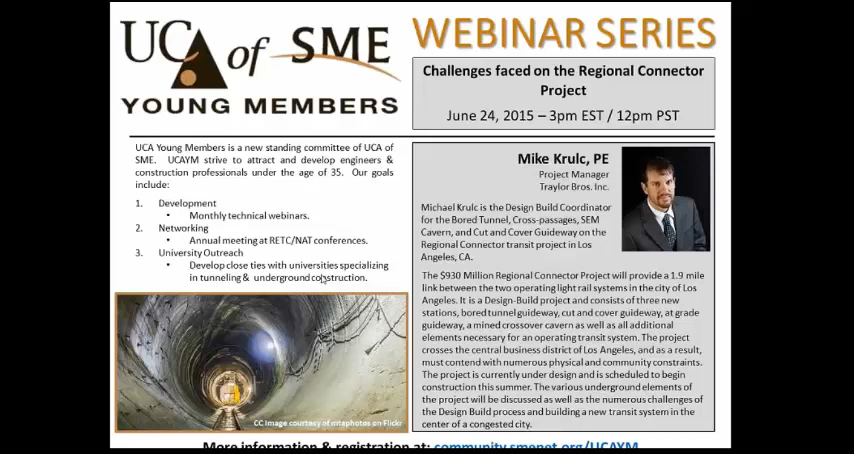 UCA of SME
YOUNG MEMBERS
WEBINAR SERIES
Challenges faced on the Regional Connector
Project
June 24, 2015 – 3pm EST / 12pm PST
UCA Young Members is a new standing committee of UCA of
SME. UCAYM strive to attract and develop engineers &
construction professionals under the age of 35. Our goals
include:
1. Development
• Monthly technical webinars.
2. Networking
• Annual meeting at RETC/NAT conferences.
3. University Outreach
• Develop close ties with universities specializing
in tunneling & underground construction.
CC Image courtesy of mtaphotos on Flickr
Mike Krulc, PE
Project Manager
Traylor Bros. Inc.
Michael Krulc is the Design Build Coordinator
for the Bored Tunnel, Cross-passages, SEM
Cavern, and Cut and Cover Guideway on the
Regional Connector transit project in Los
Angeles, CA.
The $930 Million Regional Connector Project will provide a 1.9 mile
link between the two operating light rail systems in the city of Los
Angeles. It is a Design-Build project and consists of three new
stations, bored tunnel guideway, cut and cover guideway, at grade
guideway, a mined crossover cavern as well as all additional
elements necessary for an operating transit system. The project
crosses the central business district of Los Angeles, and as a result,
must contend with numerous physical and community constraints.
The project is currently under design and is scheduled to begin
construction this summer. The various underground elements of
the project will be discussed as well as the numerous challenges of
the Design Build process and building a new transit system in the
center of a congested city.
More information & registration at: community.smenet.org/UCAYM